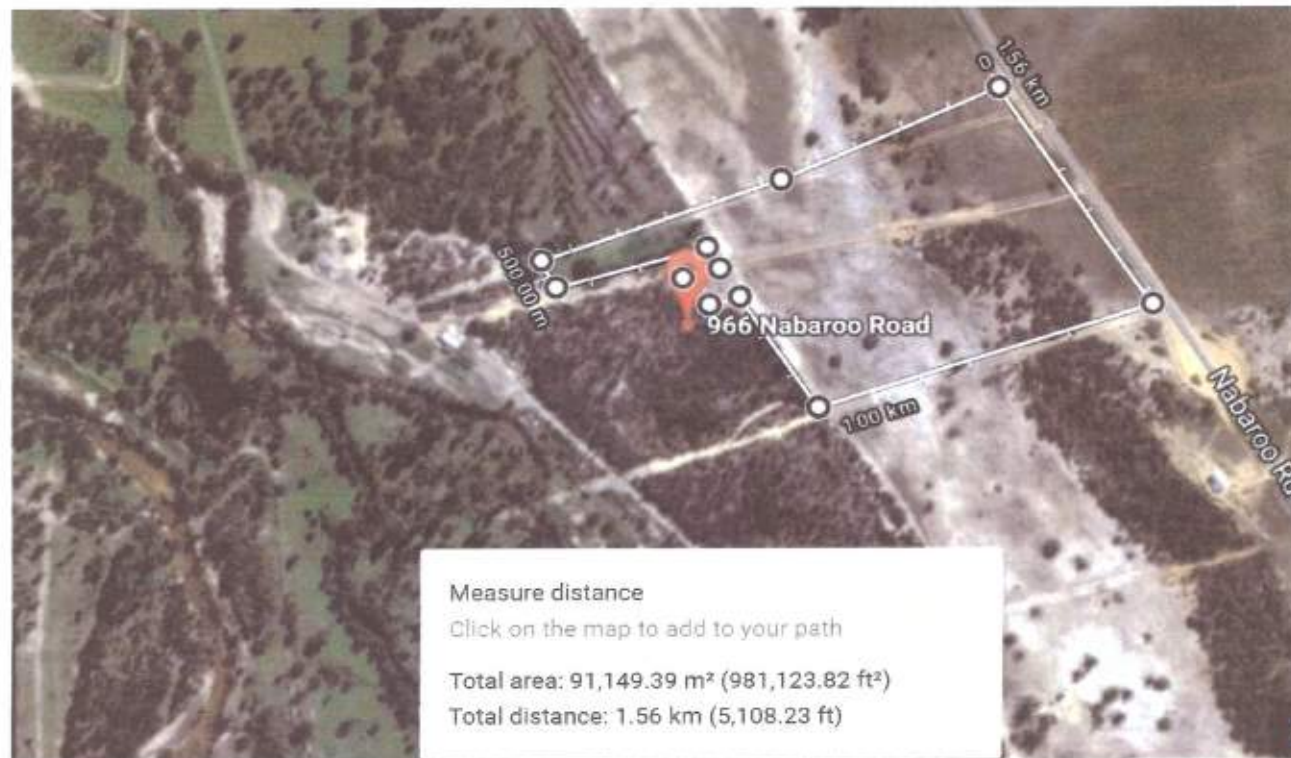 1.56 km
0
500.00 m
966 Nabaroo Road
1.00 km
Nabaroo Rd
Measure distance
Click on the map to add to your path
Total area: 91,149.39 m² (981,123.82 ft²)
Total distance: 1.56 km (5,108.23 ft)